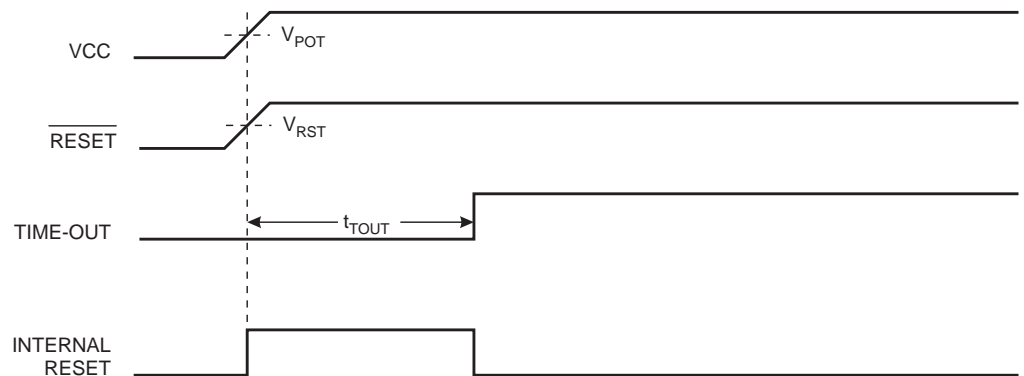 VCC
V_POT
RESET
V_RST
TIME-OUT
t_TOUT
INTERNAL
RESET